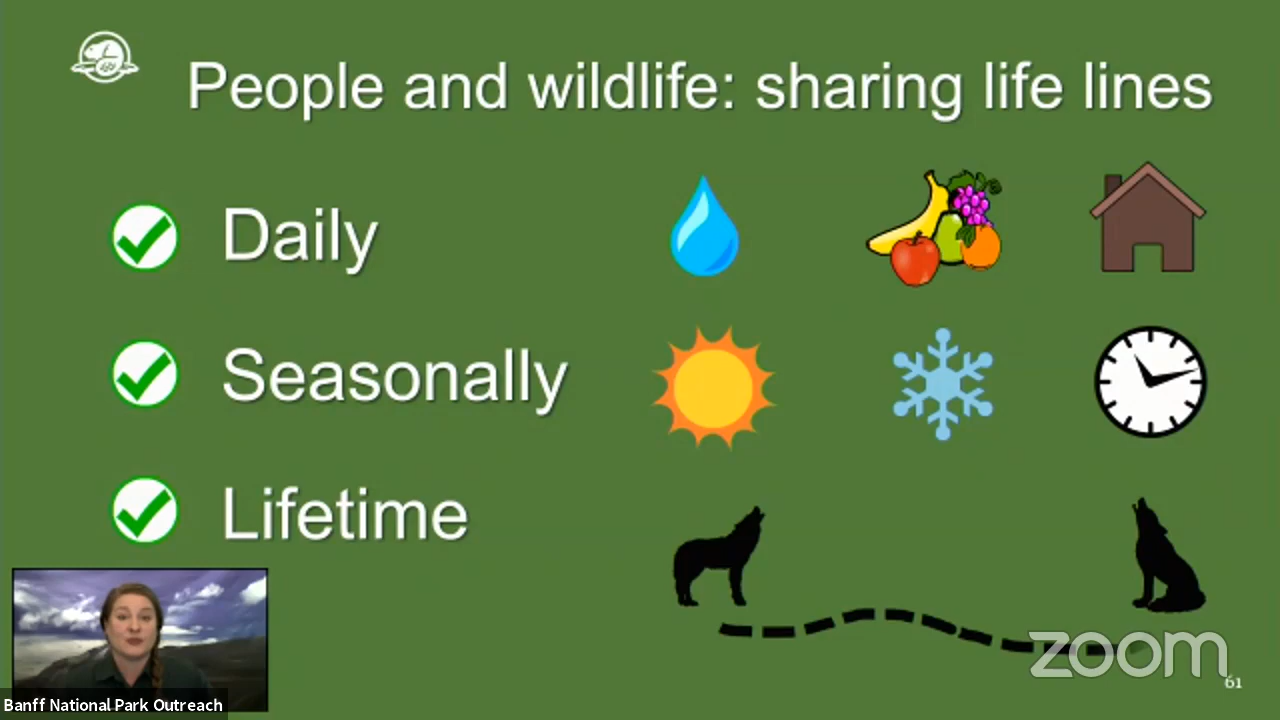 People and wildlife: sharing life lines
Daily
Seasonally
Lifetime
zoom
61
Banff National Park Outreach